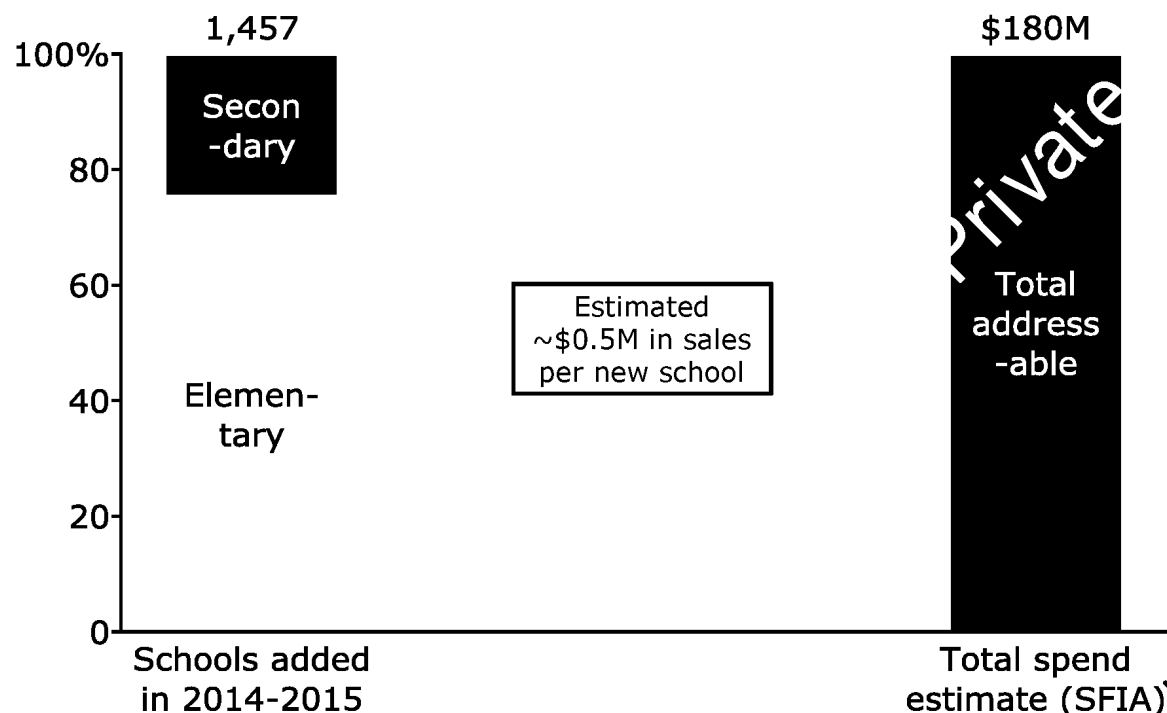 1,457
$180M
100%
80
60
40
20
0
Secon
-dary
Elemen-
tary
Estimated
~$0.5M in sales
per new school
Private
Total
address
-able
Schools added
in 2014-2015
Total spend
estimate (SFIA)